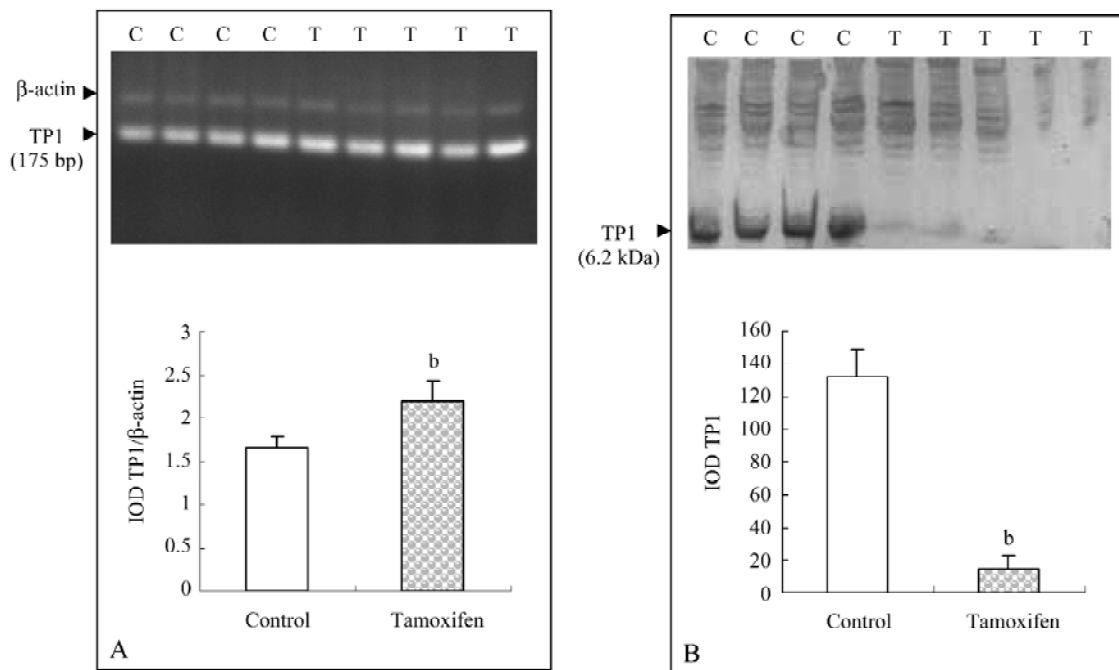 C C C C T T T T T
β-actin
TP1
(175 bp)
3
2.5
2
1.5
1
0.5
0
IOD TP1/β-actin
b
Control Tamoxifen
A
C C C C T T T T T
TP1
(6.2 kDa)
160
140
120
100
80
60
40
20
0
IOD TP1
b
Control Tamoxifen
B